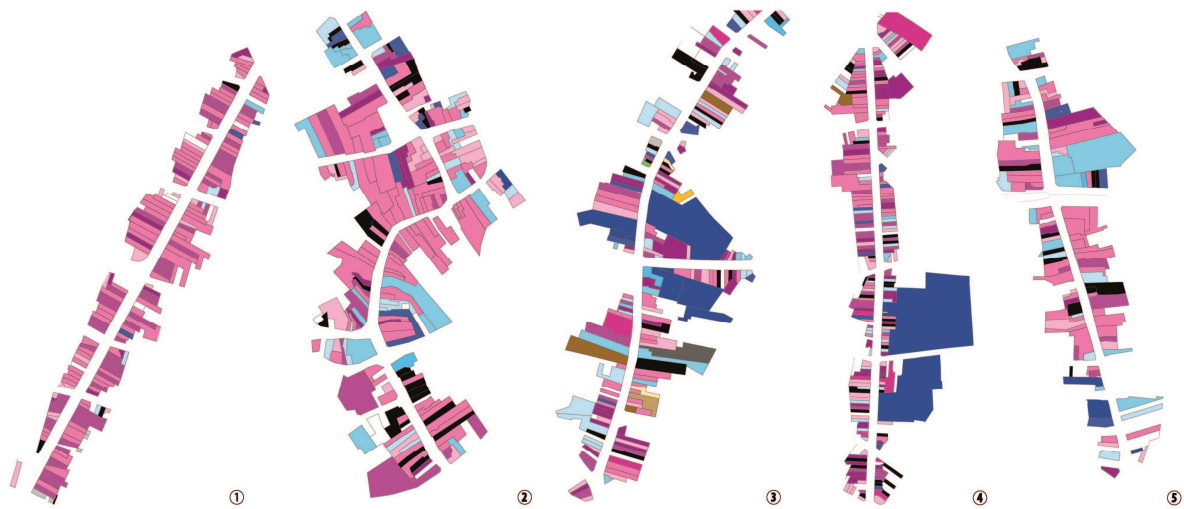 ① ② ③ ④ ⑤